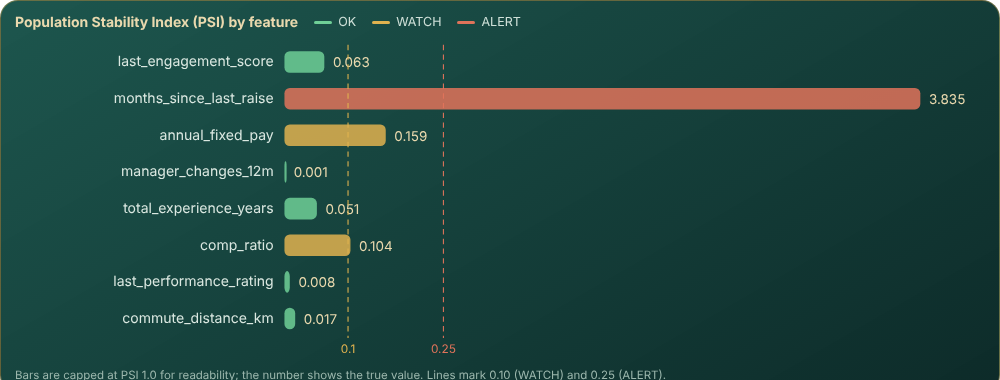 Population Stability Index (PSI) by feature OK WATCH ALERT
last_engagement_score 0.063
months_since_last_raise 3.835
annual_fixed_pay 0.159
manager_changes_12m 0.001
total_experience_years 0.051
comp_ratio 0.104
last_performance_rating 0.008
commute_distance_km 0.017
0.1 0.25
Bars are capped at PSI 1.0 for readability; the number shows the true value. Lines mark 0.10 (WATCH) and 0.25 (ALERT).